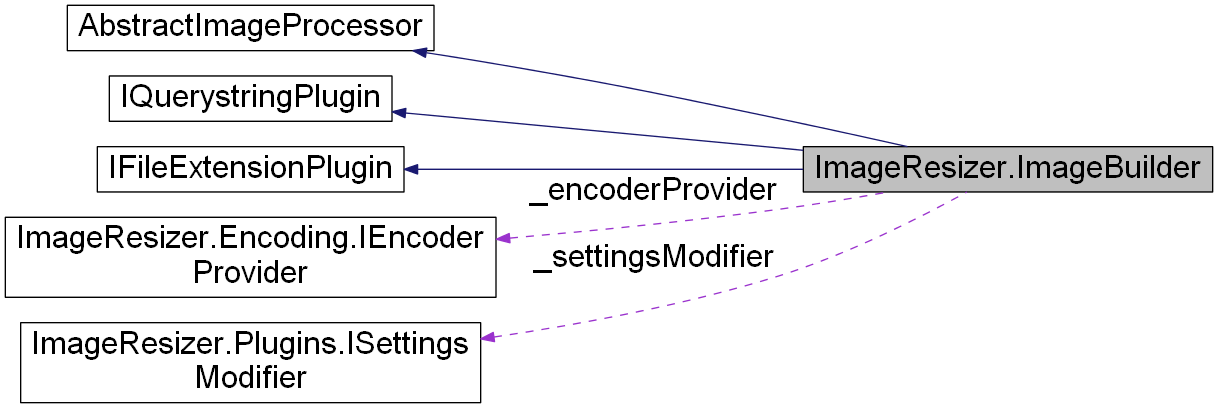 AbstractImageProcessor
IQuerystringPlugin
IFileExtensionPlugin
ImageResizer.ImageBuilder
_encoderProvider
ImageResizer.Encoding.IEncoder
Provider
_settingsModifier
ImageResizer.Plugins.ISettings
Modifier